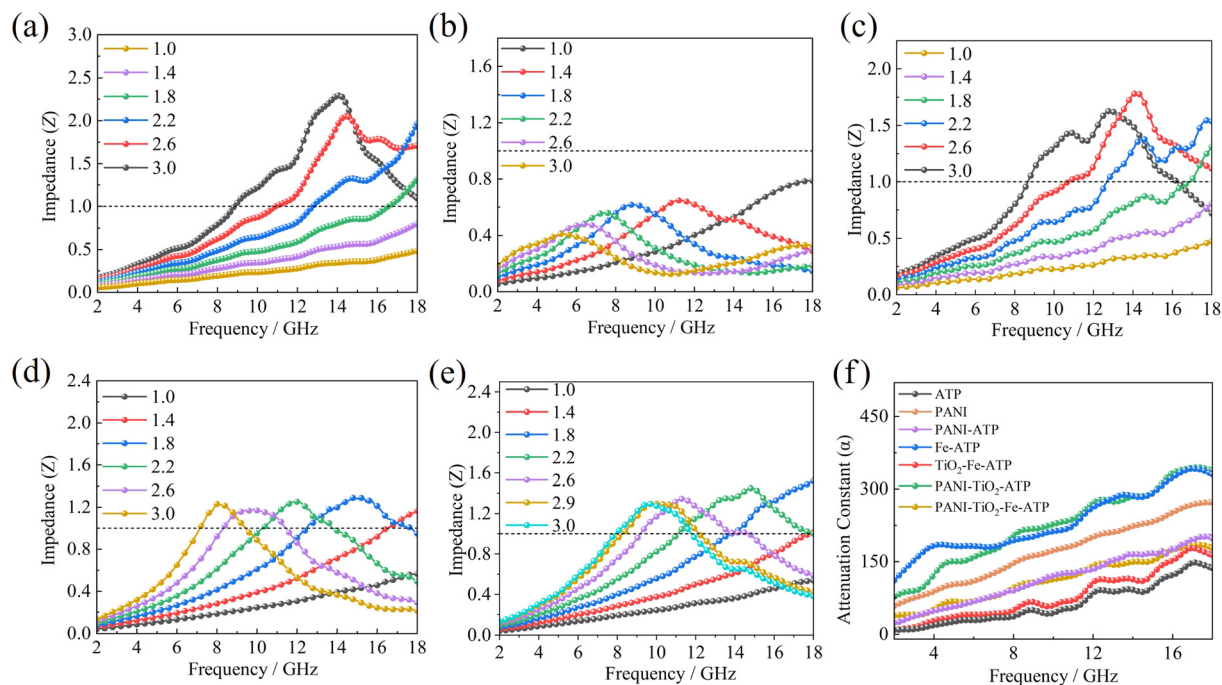 (a)
3.0
2.5
2.0
1.5
1.0
0.5
0.0
Impedance (Z)
1.0
1.4
1.8
2.2
2.6
3.0
2 4 6 8 10 12 14 16 18
Frequency / GHz
(b)
1.6
1.2
0.8
0.4
0.0
Impedance (Z)
1.0
1.4
1.8
2.2
2.6
3.0
2 4 6 8 10 12 14 16 18
Frequency / GHz
(c)
2.0
1.5
1.0
0.5
0.0
Impedance (Z)
1.0
1.4
1.8
2.2
2.6
3.0
2 4 6 8 10 12 14 16 18
Frequency / GHz
(d)
2.4
2.0
1.6
1.2
0.8
0.4
0.0
Impedance (Z)
1.0
1.4
1.8
2.2
2.6
3.0
2 4 6 8 10 12 14 16 18
Frequency / GHz
(e)
2.4
2.0
1.6
1.2
0.8
0.4
0.0
Impedance (Z)
1.0
1.4
1.8
2.2
2.6
2.9
3.0
2 4 6 8 10 12 14 16 18
Frequency / GHz
(f)
450
300
150
0
Attenuation Constant (α)
ATP
PANI
PANI-ATP
Fe-ATP
TiO₂-Fe-ATP
PANI-TiO₂-ATP
PANI-TiO₂-Fe-ATP
4 8 12 16
Frequency / GHz